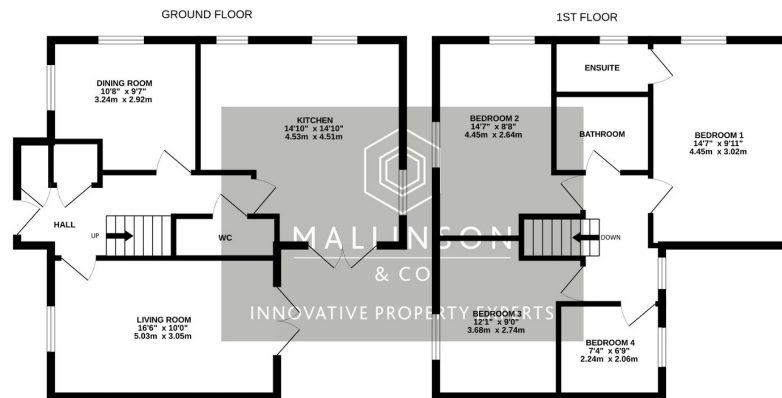 GROUND FLOOR
DINING ROOM
10'8" x 9'7"
3.24m x 2.92m
KITCHEN
14'10" x 14'10"
4.53m x 4.51m
HALL
UP
WC
LIVING ROOM
16'6" x 10'0"
5.03m x 3.05m
1ST FLOOR
ENSUITE
BEDROOM 2
14'7" x 8'8"
4.45m x 2.64m
BATHROOM
BEDROOM 1
14'7" x 9'11"
4.45m x 3.02m
DOWN
BEDROOM 3
12'1" x 9'0"
3.68m x 2.74m
BEDROOM 4
7'4" x 6'9"
2.24m x 2.06m
MALLINSON
& CO
INNOVATIVE PROPERTY EXPERTS